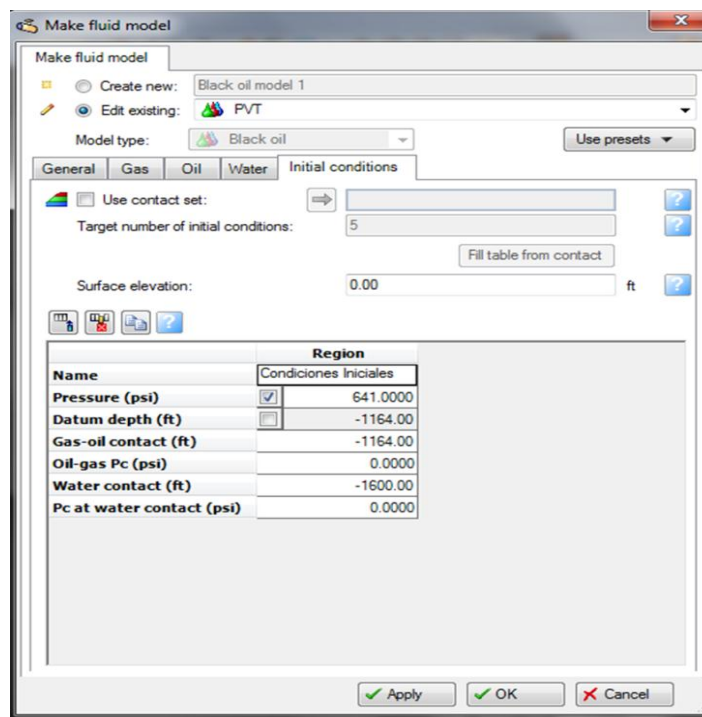 Make fluid model
Make fluid model
Create new: Black oil model 1
Edit existing: PVT
Model type: Black oil Use presets
General Gas Oil Water Initial conditions
Use contact set: ?
Target number of initial conditions: 5 ?
Fill table from contact
Surface elevation: 0.00 ft ?
?
Region
Name Condiciones Iniciales
Pressure (psi) 641.0000
Datum depth (ft) -1164.00
Gas-oil contact (ft) -1164.00
Oil-gas Pc (psi) 0.0000
Water contact (ft) -1600.00
Pc at water contact (psi) 0.0000
Apply OK Cancel